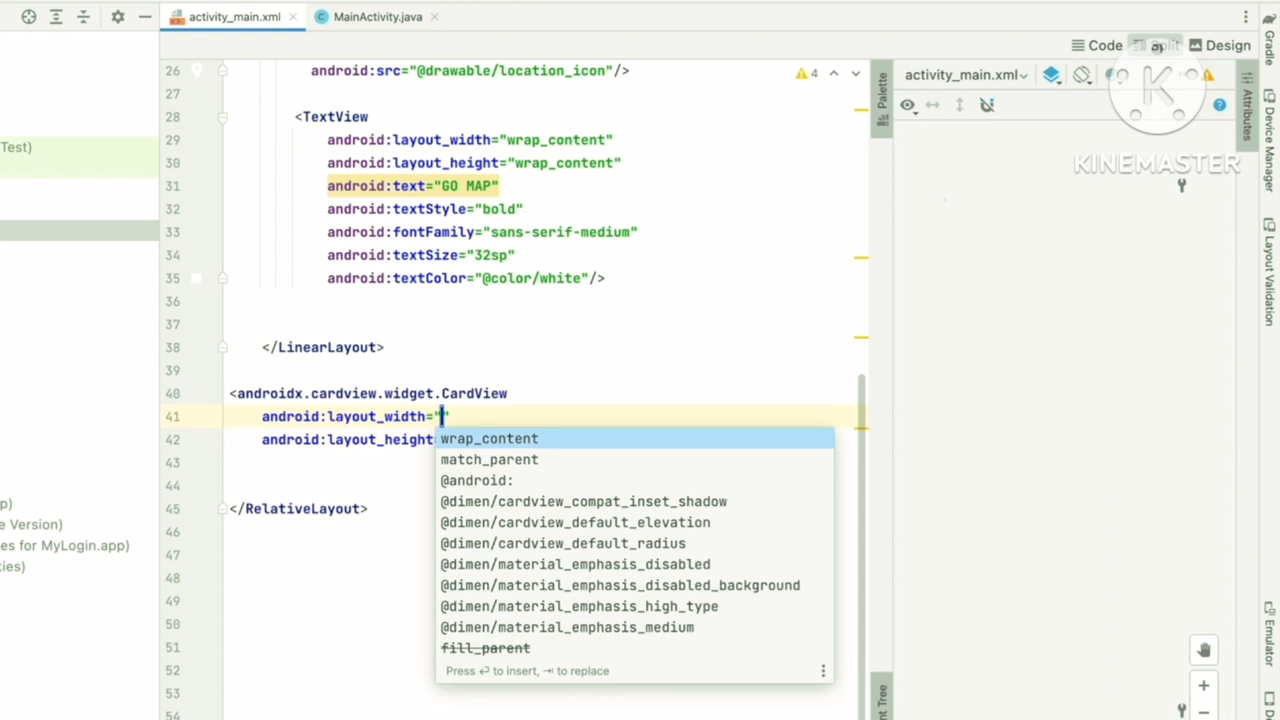 activity_main.xml
MainActivity.java
Code
Split
Design
26 android:src="@drawable/location_icon"/>
4
27
28 <TextView
29 android:layout_width="wrap_content"
30 android:layout_height="wrap_content"
31 android:text="GO MAP"
32 android:textStyle="bold"
33 android:fontFamily="sans-serif-medium"
34 android:textSize="32sp"
35 android:textColor="@color/white"/>
36
37
38 </LinearLayout>
39
40 <androidx.cardview.widget.CardView
41 android:layout_width=""
42 android:layout_height
43
44
45 </RelativeLayout>
46
47
48
49
50
51
52
53
54
wrap_content
match_parent
@android:
@dimen/cardview_compat_inset_shadow
@dimen/cardview_default_elevation
@dimen/cardview_default_radius
@dimen/material_emphasis_disabled
@dimen/material_emphasis_disabled_background
@dimen/material_emphasis_high_type
@dimen/material_emphasis_medium
fill_parent
Press ↵ to insert, ⇥ to replace
Test)
p)
e Version)
es for MyLogin.app)
ties)
Palette
nt Tree
activity_main.xml
K
KINEMASTER
Attributes
Gradle
Device Manager
Layout Validation
Emulator